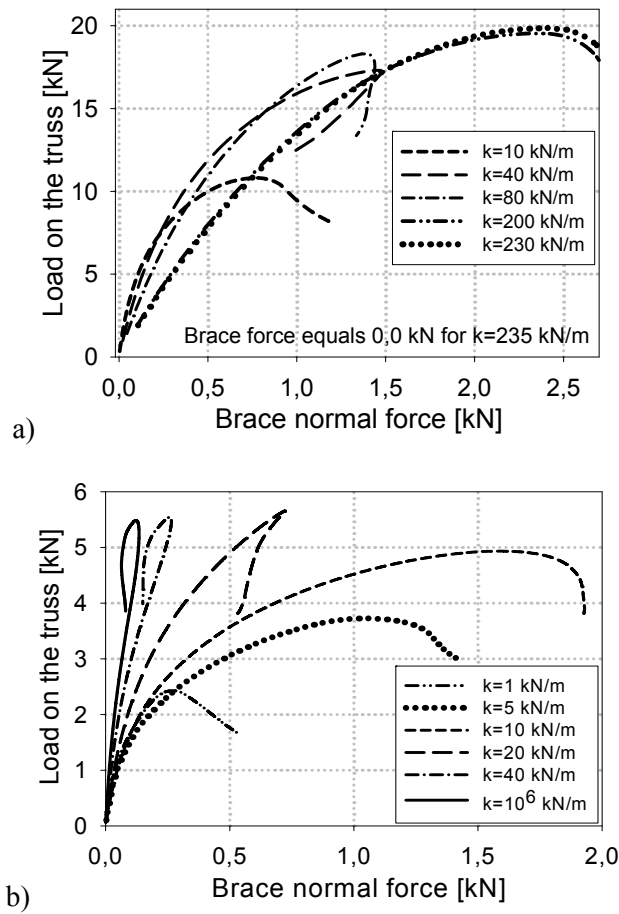 20
15
10
5
0
Load on the truss [kN]
k=10 kN/m
k=40 kN/m
k=80 kN/m
k=200 kN/m
k=230 kN/m
Brace force equals 0,0 kN for k=235 kN/m
0,0 0,5 1,0 1,5 2,0 2,5
Brace normal force [kN]
a)
6
5
4
3
2
1
0
Load on the truss [kN]
k=1 kN/m
k=5 kN/m
k=10 kN/m
k=20 kN/m
k=40 kN/m
k=10⁶ kN/m
0,0 0,5 1,0 1,5 2,0
Brace normal force [kN]
b)